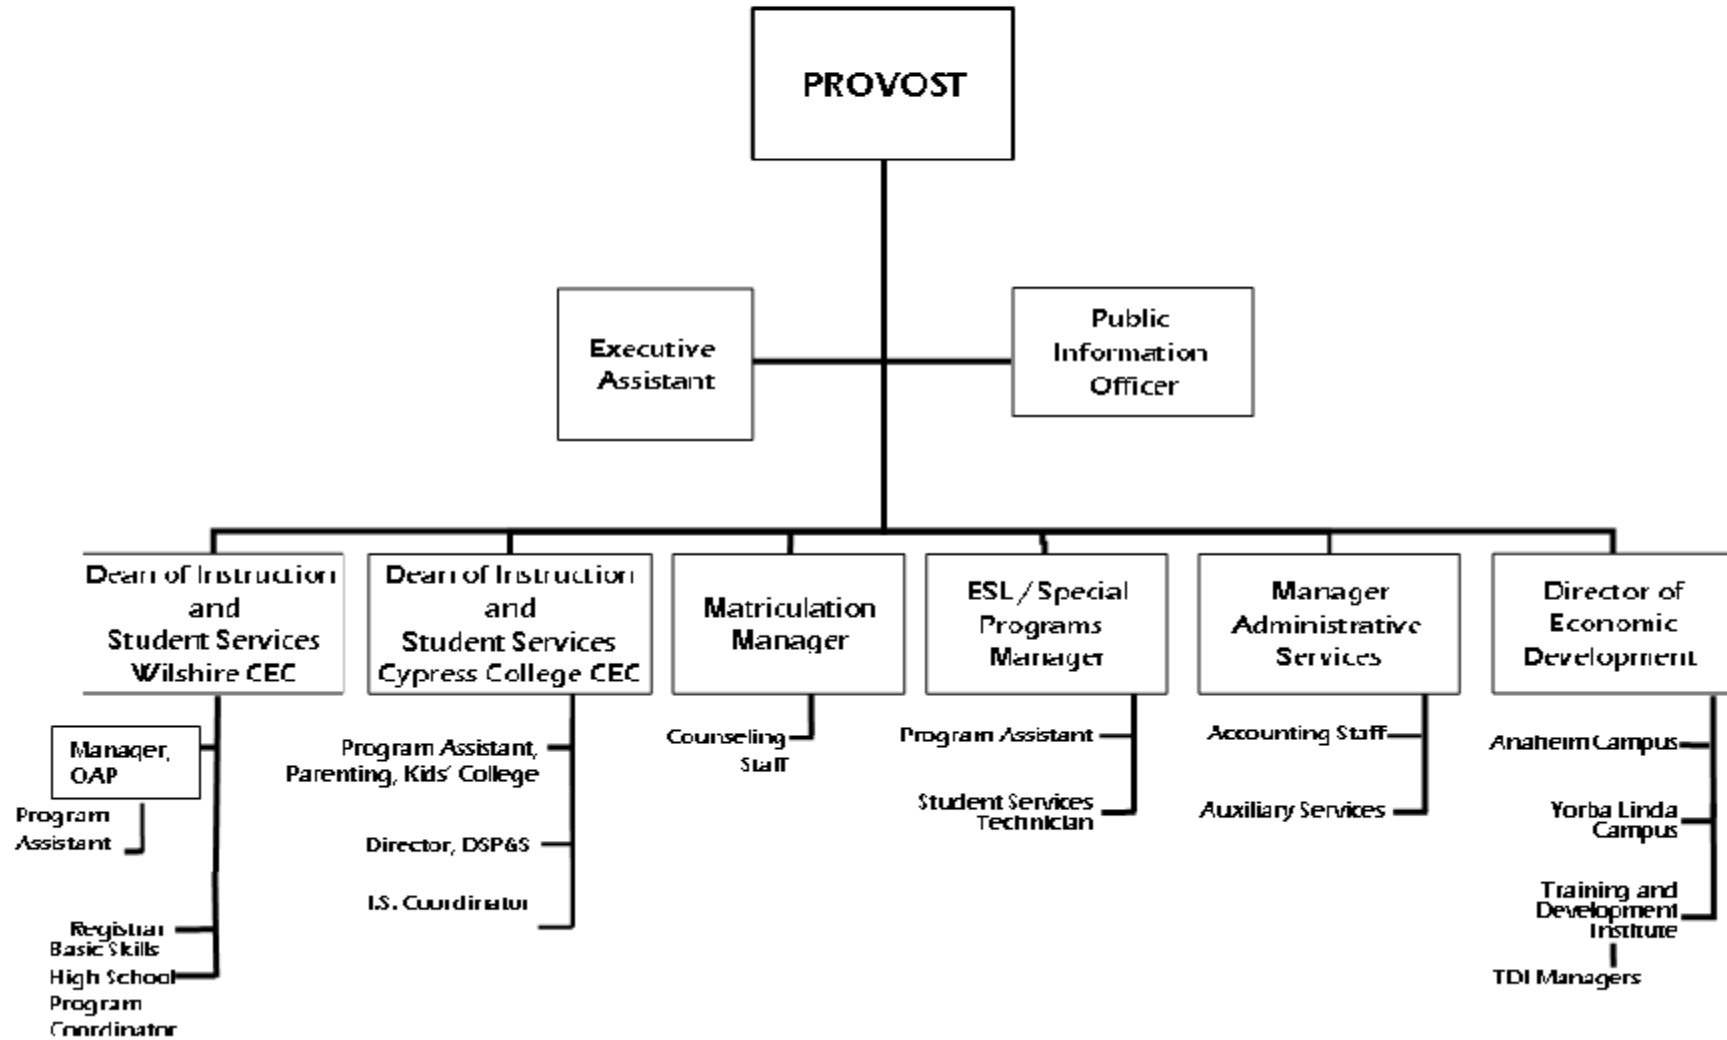 PROVOST
Executive
Assistant
Public
Information
Officer
Dean of Instruction
and
Student Services
Wilshire CEC
Dean of Instruction
and
Student Services
Cypress College CEC
Matriculation
Manager
ESL / Special
Programs
Manager
Manager
Administrative
Services
Director of
Economic
Development
Manager,
OAP
Program
Assistant
Registrar
Basic Skills
High School
Program
Coordinator
Program Assistant,
Parenting, Kids' College
Director, DSP&S
I.S. Coordinator
Counseling
Staff
Program Assistant
Student Services
Technician
Accounting Staff
Auxiliary Services
Anaheim Campus
Yorba Linda
Campus
Training and
Development
Institute
TDI Managers